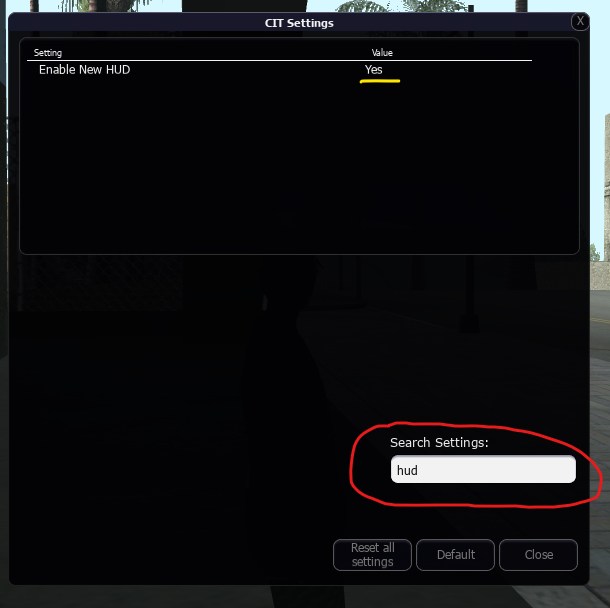 CIT Settings
X
Setting Value
Enable New HUD Yes
Search Settings:
hud
Reset all
settings
Default
Close